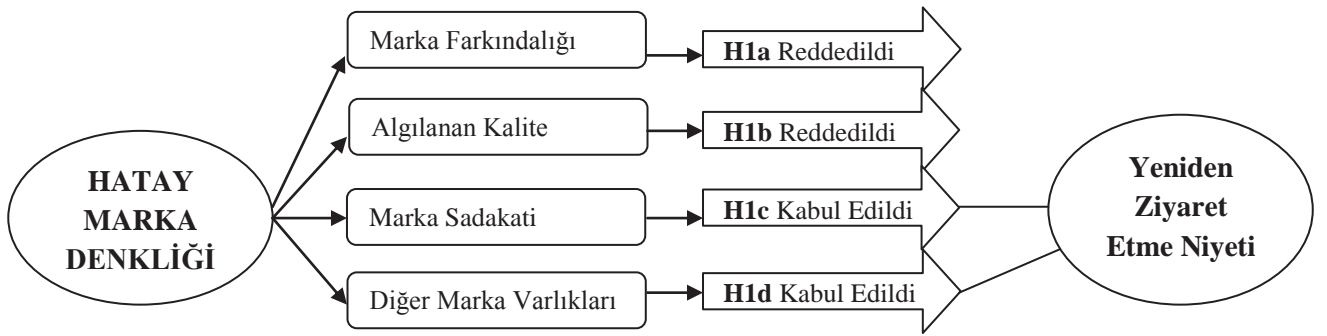 HATAY
MARKA
DENKLİĞİ
Marka Farkındalığı
H1a Reddedildi
Algılanan Kalite
H1b Reddedildi
Marka Sadakati
H1c Kabul Edildi
Diğer Marka Varlıkları
H1d Kabul Edildi
Yeniden
Ziyaret
Etme Niyeti